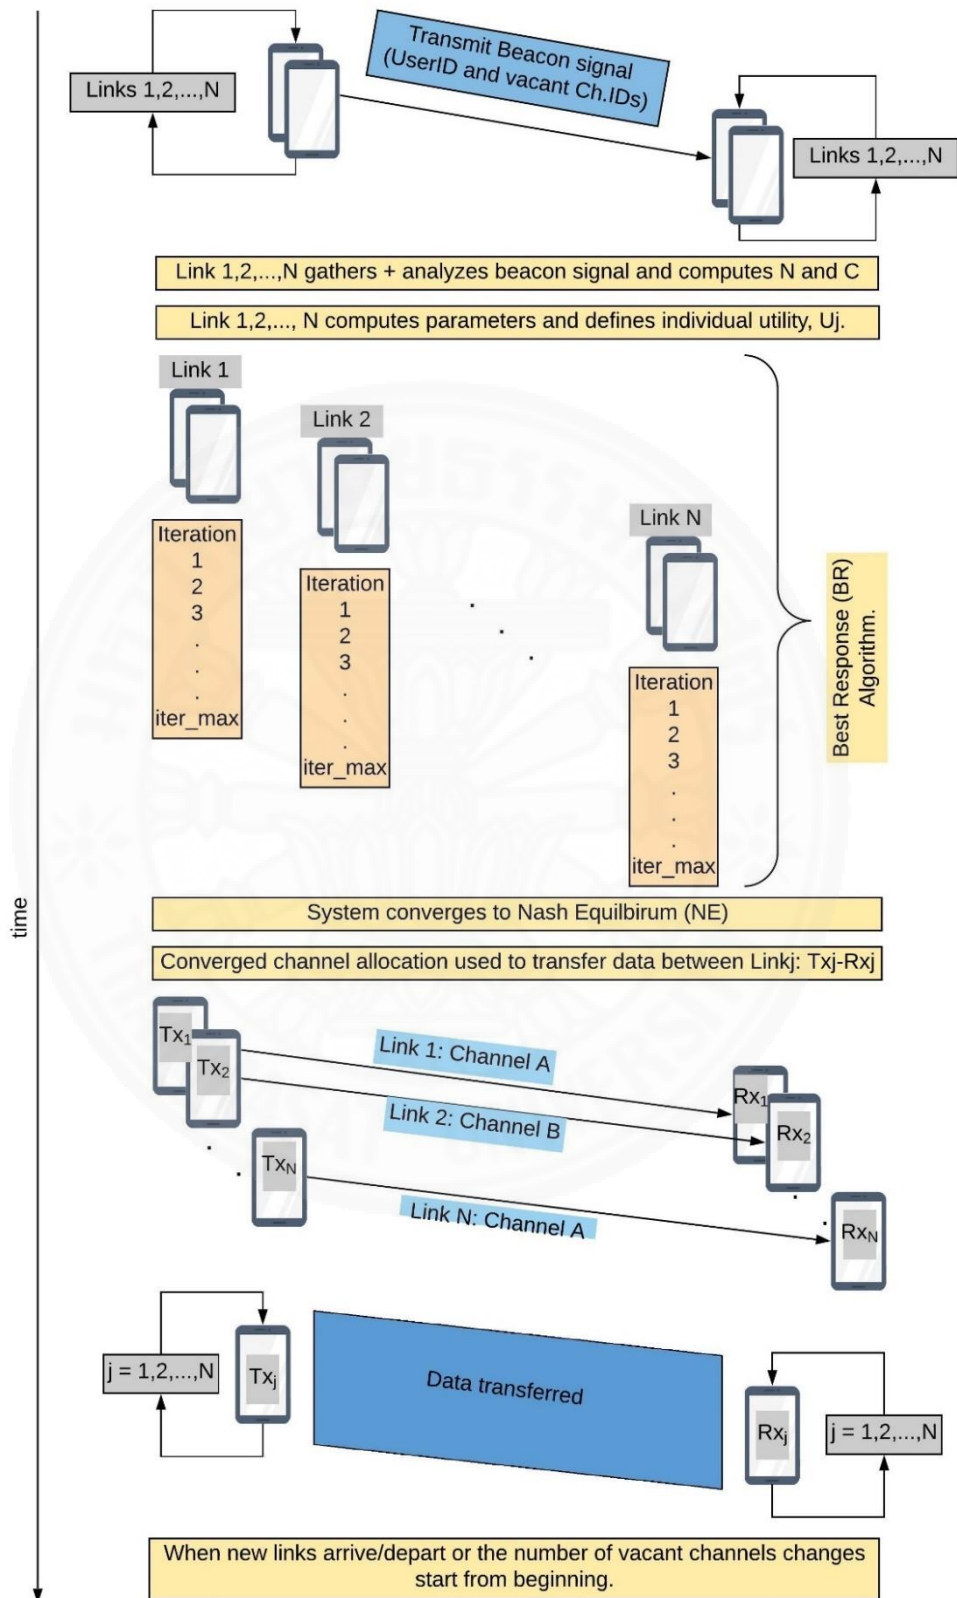 Transmit Beacon signal
(UserID and vacant Ch.IDs)
Links 1,2,...,N
Links 1,2,...,N
Link 1,2,...,N gathers + analyzes beacon signal and computes N and C
Link 1,2,..., N computes parameters and defines individual utility, Uj.
Link 1
Iteration
1
2
3
.
.
.
iter_max
Link 2
Iteration
1
2
3
.
.
.
iter_max
. . .
Link N
Iteration
1
2
3
.
.
.
iter_max
Best Response (BR)
Algorithm.
time
System converges to Nash Equilbirum (NE)
Converged channel allocation used to transfer data between Linkj: Txj-Rxj
Tx₁
Tx₂
. .
Tx_N
Link 1: Channel A
Link 2: Channel B
Link N: Channel A
Rx₁
Rx₂
. .
Rx_N
j = 1,2,...,N
Txⱼ
Data transferred
Rxⱼ
j = 1,2,...,N
When new links arrive/depart or the number of vacant channels changes
start from beginning.